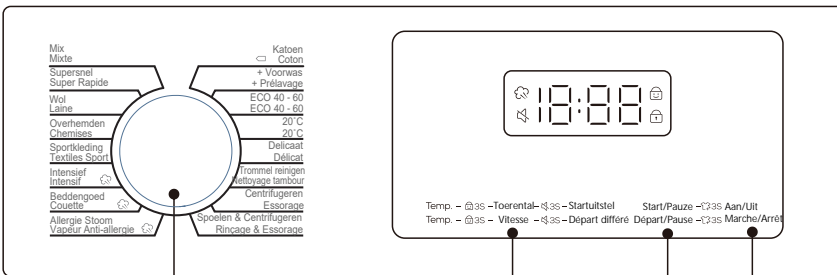 Mix
Mixte
Supersnel
Super Rapide
Wol
Laine
Overhemden
Chemises
Sportkleding
Textiles Sport
Intensief
Intensif
Beddengoed
Couette
Allergie Stoom
Vapeur Anti-allergie
Katoen
Coton
+ Voorwas
+ Prélavage
ECO 40 - 60
ECO 40 - 60
20˚C
20˚C
Delicaat
Délicat
Trommel reinigen
Nettoyage tambour
Centrifugeren
Essorage
Spoelen & Centrifugeren
Rinçage & Essorage
18:88
Temp. – 3S – Toerental – 3S – Startuitstel Start/Pauze – 3S Aan/Uit
Temp. – 3S – Vitesse – 3S – Départ différé Départ/Pause – 3S Marche/Arrêt